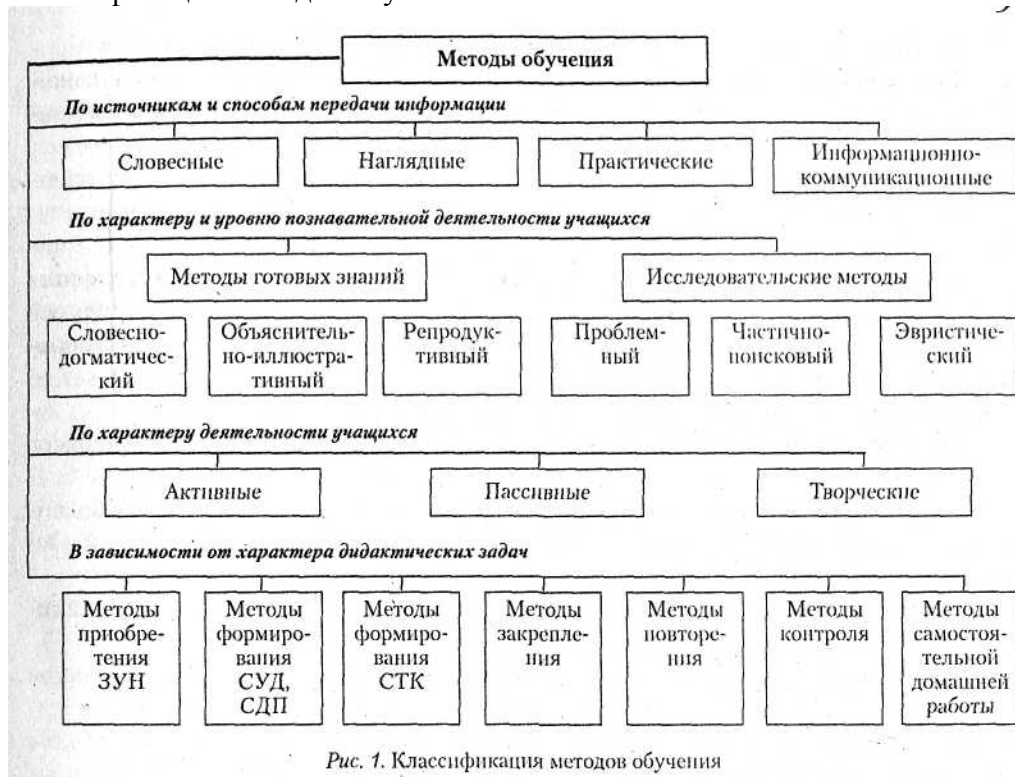 Методы обучения
По источникам и способам передачи информации
Словесные
Наглядные
Практические
Информационно-
коммуникационные
По характеру и уровню познавательной деятельности учащихся
Методы готовых знаний
Исследовательские методы
Словесно-
догматичес-
кий
Объяснитель-
но-иллюстра-
тивный
Репродук-
тивный
Проблем-
ный
Частично-
поисковый
Эвристиче-
ский
По характеру деятельности учащихся
Активные
Пассивные
Творческие
В зависимости от характера дидактических задач
Методы
приобре-
тения
ЗУН
Методы
формиро-
вания
СУД,
СДП
Методы
формиро-
вания
СТК
Методы
закрепле-
ния
Методы
повторе-
ния
Методы
контроля
Методы
самостоя-
тельной
домашней
работы
Рис. 1. Классификация методов обучения